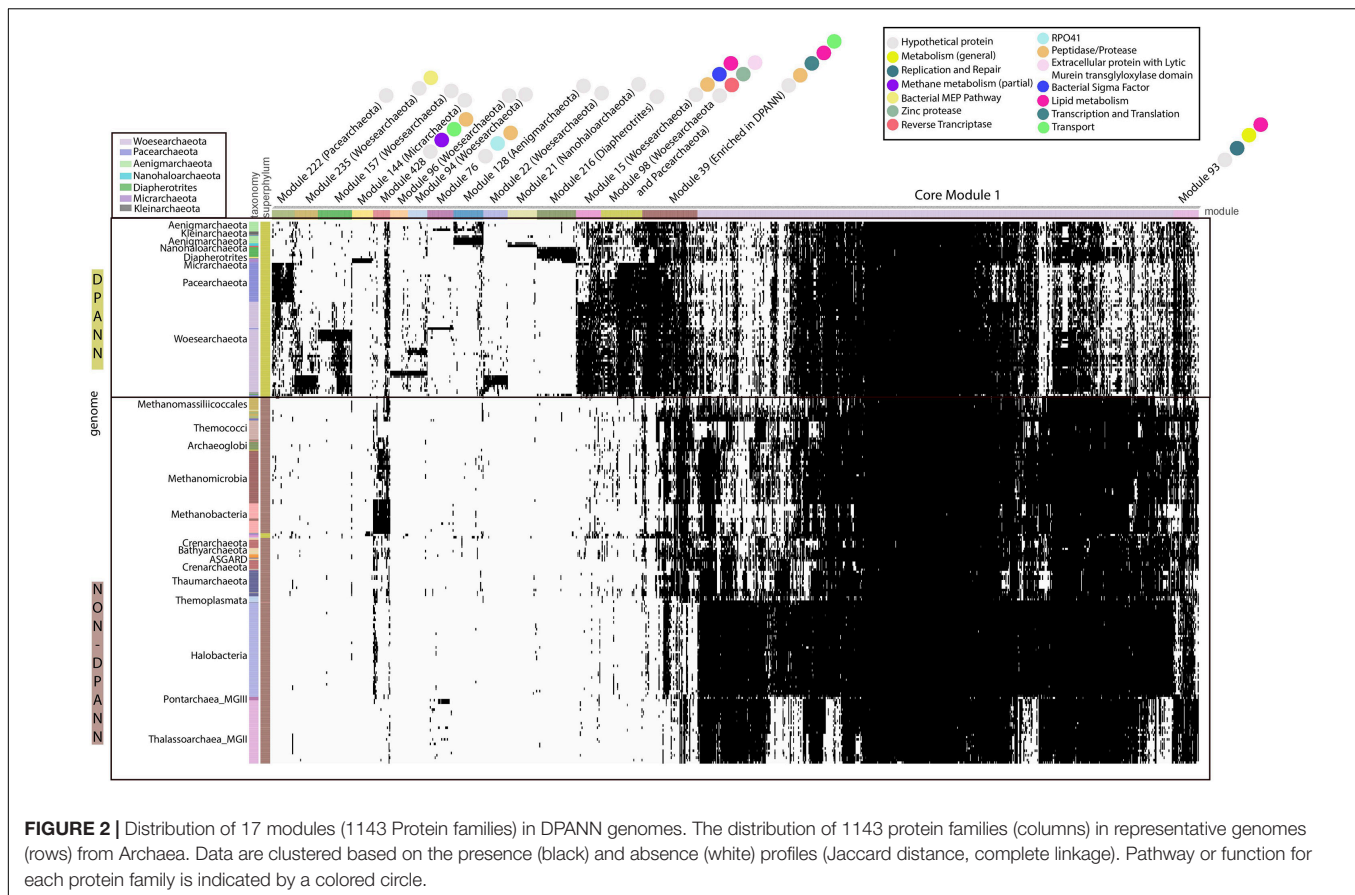 Hypothetical protein
Metabolism (general)
Replication and Repair
Methane metabolism (partial)
Bacterial MEP Pathway
Zinc protease
Reverse Trancriptase
RPO41
Peptidase/Protease
Extracellular protein with Lytic
Murein transglyloxylase domain
Bacterial Sigma Factor
Lipid metabolism
Transcription and Translation
Transport
Woesearchaeota
Pacearchaeota
Aenigmarchaeota
Nanohaloarchaeota
Diapherotrites
Micrarchaeota
Kleinarchaeota
taxonomy
superphylum
Module 222 (Pacearchaeota)
Module 235 (Woesearchaeota)
Module 157 (Woesearchaeota)
Module 144 (Micrarchaeota)
Module 428
Module 96 (Woesearchaeota)
Module 94 (Woesearchaeota)
Module 76
Module 128 (Aenigmarchaeota)
Module 22 (Woesearchaeota)
Module 21 (Nanohaloarchaeota)
Module 216 (Diapherotrites)
Module 15 (Woesearchaeota)
Module 98 (Woesearchaeota
and Pacearchaeota)
Module 39 (Enriched in DPANN)
Core Module 1
Module 93
module
genome
DPANN
Aenigmarchaeota
Kleinarchaeota
Aenigmarchaeota
Nanohaloarchaeota
Diapherotrites
Micrarchaeota
Pacearchaeota
Woesearchaeota
NON-DPANN
Methanomassiliicoccales
Themococci
Archaeoglobi
Methanomicrobia
Methanobacteria
Crenarchaeota
Bathyarchaeota
ASGARD
Crenarchaeota
Thaumarchaeota
Themoplasmata
Halobacteria
Pontarchaea_MGIII
Thalassoarchaea_MGII
FIGURE 2 | Distribution of 17 modules (1143 Protein families) in DPANN genomes. The distribution of 1143 protein families (columns) in representative genomes
(rows) from Archaea. Data are clustered based on the presence (black) and absence (white) profiles (Jaccard distance, complete linkage). Pathway or function for
each protein family is indicated by a colored circle.